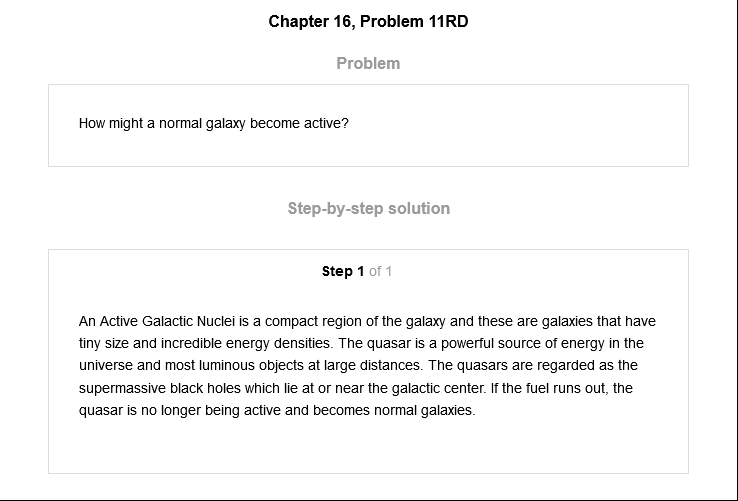 Chapter 16, Problem 11RD
Problem
How might a normal galaxy become active?
Step-by-step solution
Step 1 of 1
An Active Galactic Nuclei is a compact region of the galaxy and these are galaxies that have
tiny size and incredible energy densities. The quasar is a powerful source of energy in the
universe and most luminous objects at large distances. The quasars are regarded as the
supermassive black holes which lie at or near the galactic center. If the fuel runs out, the
quasar is no longer being active and becomes normal galaxies.